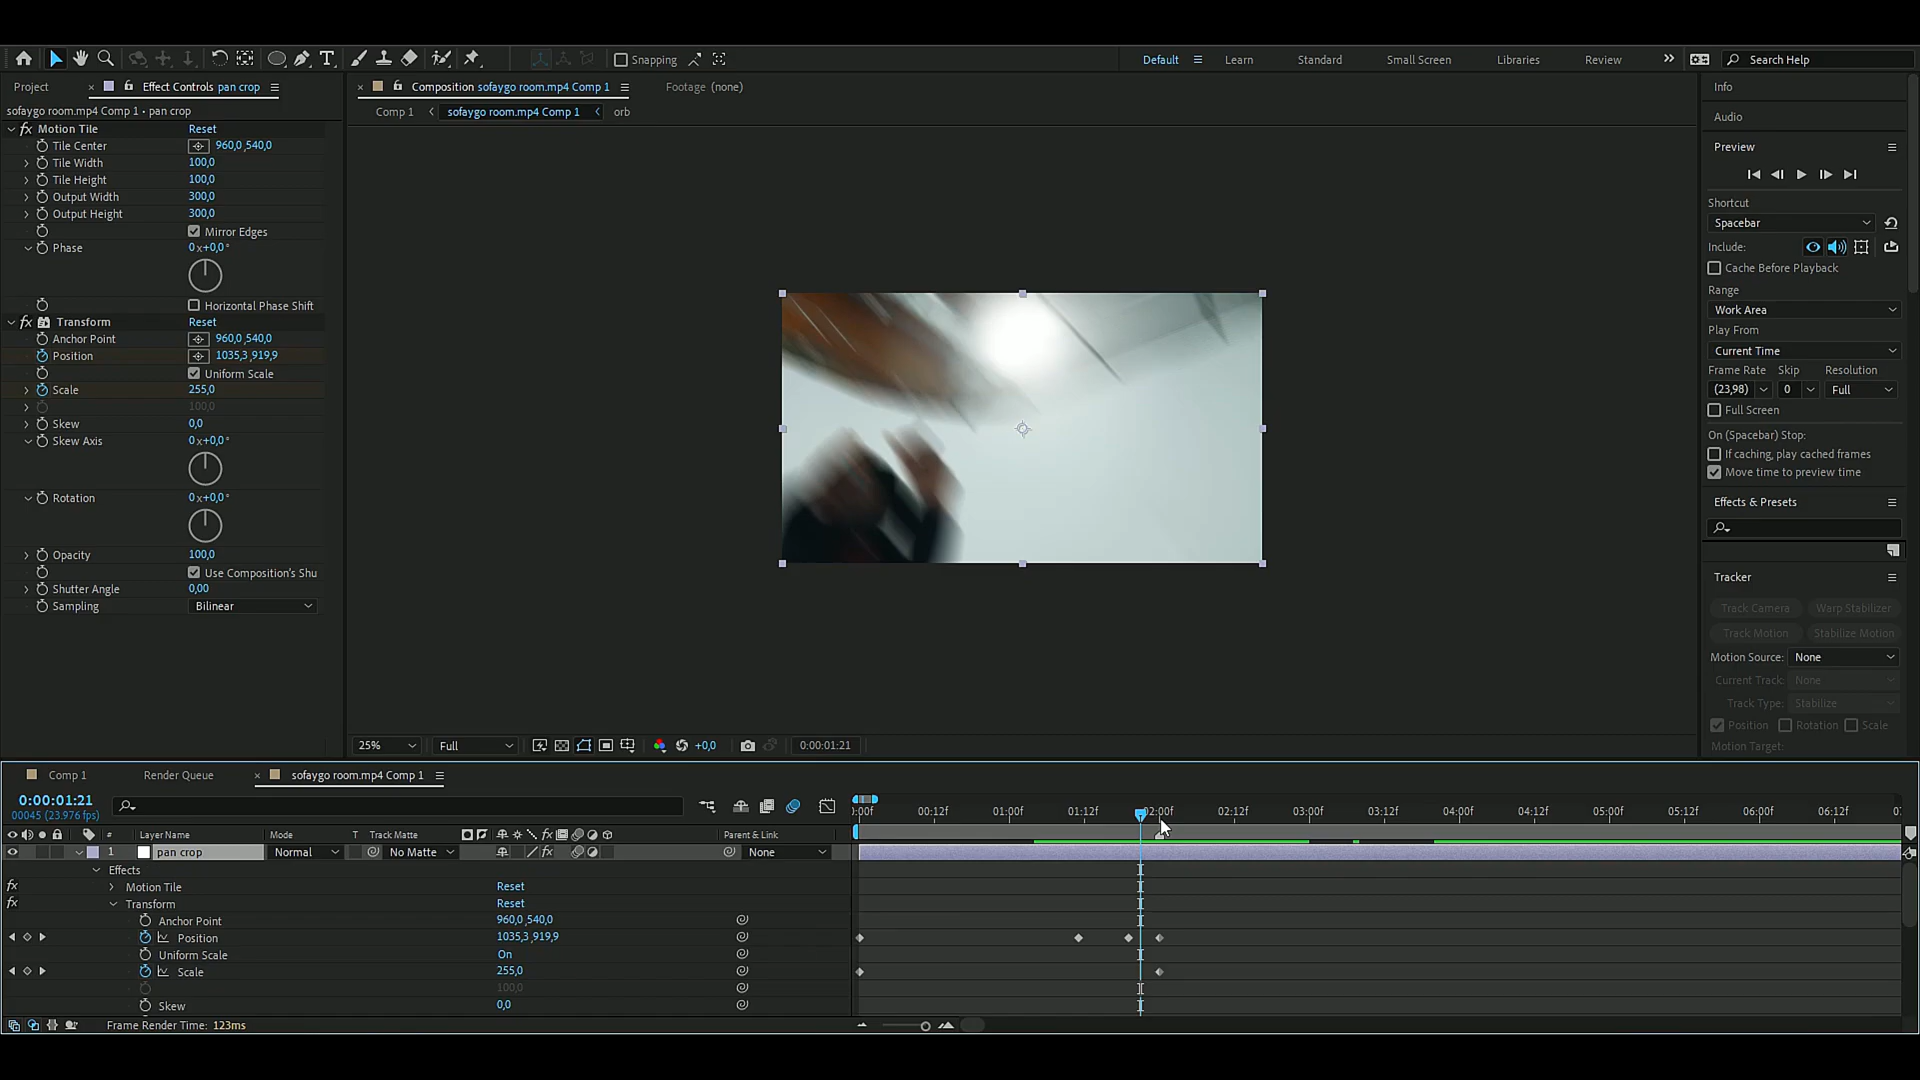 Snapping
Default
Learn
Standard
Small Screen
Libraries
Review
Search Help
Project
Effect Controls pan crop
Composition sofaygo room.mp4 Comp 1
Footage (none)
Info
sofaygo room.mp4 Comp 1 • pan crop
Comp 1
sofaygo room.mp4 Comp 1
orb
Audio
fx Motion Tile
Reset
Tile Center
960,0,540,0
Tile Width
100,0
Tile Height
100,0
Output Width
300,0
Output Height
300,0
Mirror Edges
Phase
0x+0,0°
Horizontal Phase Shift
fx Transform
Reset
Anchor Point
960,0,540,0
Position
1035,3,919,9
Uniform Scale
Scale
255,0
100,0
Skew
0,0
Skew Axis
0x+0,0°
Rotation
0x+0,0°
Opacity
100,0
Use Composition's Shu
Shutter Angle
0,00
Sampling
Bilinear
Preview
Shortcut
Spacebar
Include:
Cache Before Playback
Range
Work Area
Play From
Current Time
Frame Rate
Skip
Resolution
(23,98)
0
Full
Full Screen
On (Spacebar) Stop:
If caching, play cached frames
Move time to preview time
Effects & Presets
Tracker
Track Camera
Warp Stabilizer
Track Motion
Stabilize Motion
Motion Source:
None
Current Track:
None
Track Type:
Stabilize
Position
Rotation
Scale
Motion Target:
25%
Full
+0,0
0:00:01:21
Comp 1
Render Queue
sofaygo room.mp4 Comp 1
0:00:01:21
00045 (23.976 fps)
:00f
00:12f
01:00f
01:12f
02:00f
02:12f
03:00f
03:12f
04:00f
04:12f
05:00f
05:12f
06:00f
06:12f
#
Layer Name
Mode
T
Track Matte
fx
Parent & Link
1
pan crop
Normal
No Matte
fx
None
Effects
fx
Motion Tile
Reset
fx
Transform
Reset
Anchor Point
960,0,540,0
Position
1035,3,919,9
Uniform Scale
On
Scale
255,0
100,0
Skew
0,0
Frame Render Time: 123ms